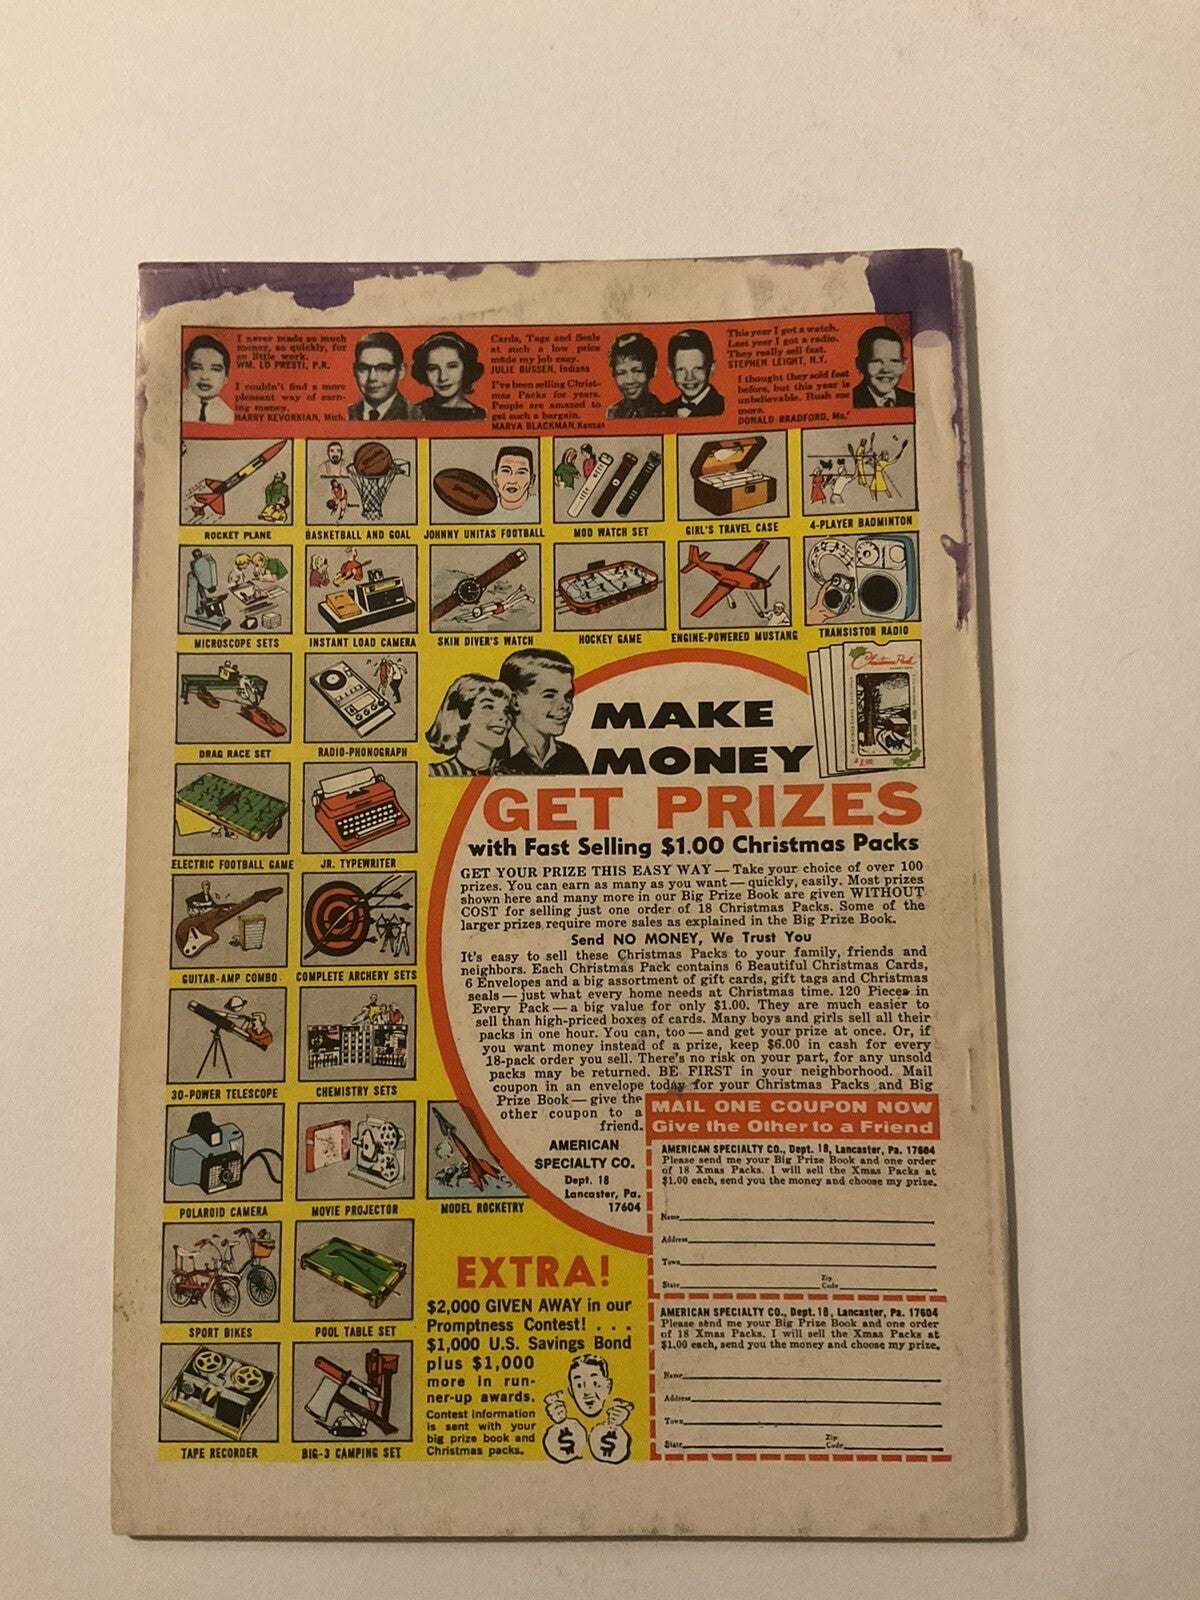 I never made so much
money, so quickly, for
so little work.
WM. LO PRESTI, P.R.
I couldn't find a more
pleasant way of earn-
ing money.
HARRY KEVORKIAN, Mich.
Cards, Tags and Seals
at such a low price
made my job easy.
JULIE BUSSEN, Indiana
I've been selling Christ-
mas Packs for years.
People are amazed to
get such a bargain.
MARVA BLACKMAN, Kansas
This year I got a watch.
Last year I got a radio.
They really sell fast.
STEPHEN LEIGHT, N.Y.
I thought they sold fast
before, but this year is
unbelievable. Rush me
more.
DONALD BRADFORD, Mo.
ROCKET PLANE
BASKETBALL AND GOAL
JOHNNY UNITAS FOOTBALL
MOD WATCH SET
GIRL'S TRAVEL CASE
4-PLAYER BADMINTON
MICROSCOPE SETS
INSTANT LOAD CAMERA
SKIN DIVER'S WATCH
HOCKEY GAME
ENGINE-POWERED MUSTANG
TRANSISTOR RADIO
DRAG RACE SET
RADIO-PHONOGRAPH
ELECTRIC FOOTBALL GAME
JR. TYPEWRITER
GUITAR-AMP COMBO
COMPLETE ARCHERY SETS
30-POWER TELESCOPE
CHEMISTRY SETS
POLAROID CAMERA
MOVIE PROJECTOR
MODEL ROCKETRY
SPORT BIKES
POOL TABLE SET
TAPE RECORDER
BIG-3 CAMPING SET
Christmas Pack
$1.00
MAKE
MONEY
GET PRIZES
with Fast Selling $1.00 Christmas Packs
GET YOUR PRIZE THIS EASY WAY — Take your choice of over 100
prizes. You can earn as many as you want — quickly, easily. Most prizes
shown here and many more in our Big Prize Book are given WITHOUT
COST for selling just one order of 18 Christmas Packs. Some of the
larger prizes require more sales as explained in the Big Prize Book.
Send NO MONEY, We Trust You
It's easy to sell these Christmas Packs to your family, friends and
neighbors. Each Christmas Pack contains 6 Beautiful Christmas Cards,
6 Envelopes and a big assortment of gift cards, gift tags and Christmas
seals — just what every home needs at Christmas time. 120 Pieces in
Every Pack — a big value for only $1.00. They are much easier to
sell than high-priced boxes of cards. Many boys and girls sell all their
packs in one hour. You can, too — and get your prize at once. Or, if
you want money instead of a prize, keep $6.00 in cash for every
18-pack order you sell. There's no risk on your part, for any unsold
packs may be returned. BE FIRST in your neighborhood. Mail
coupon in an envelope today for your Christmas Packs and Big
Prize Book — give the
other coupon to a
friend.
AMERICAN
SPECIALTY CO.
Dept. 18
Lancaster, Pa.
17604
EXTRA!
$2,000 GIVEN AWAY in our
Promptness Contest! . . .
$1,000 U.S. Savings Bond
plus $1,000
more in run-
ner-up awards.
Contest information
is sent with your
big prize book and
Christmas packs.
$ $
MAIL ONE COUPON NOW
Give the Other to a Friend
AMERICAN SPECIALTY CO., Dept. 18, Lancaster, Pa. 17604
Please send me your Big Prize Book and one order
of 18 Xmas Packs. I will sell the Xmas Packs at
$1.00 each, send you the money and choose my prize.
Name
Address
Town
State Zip Code
AMERICAN SPECIALTY CO., Dept. 18, Lancaster, Pa. 17604
Please send me your Big Prize Book and one order
of 18 Xmas Packs. I will sell the Xmas Packs at
$1.00 each, send you the money and choose my prize.
Name
Address
Town
State Zip Code